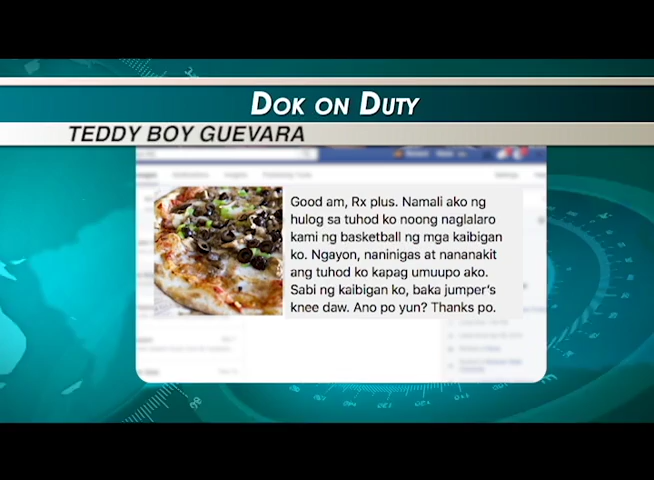 DOK ON DUTY
TEDDY BOY GUEVARA
Good am, Rx plus. Namali ako ng
hulog sa tuhod ko noong naglalaro
kami ng basketball ng mga kaibigan
ko. Ngayon, naninigas at nananakit
ang tuhod ko kapag umuupo ako.
Sabi ng kaibigan ko, baka jumper's
knee daw. Ano po yun? Thanks po.